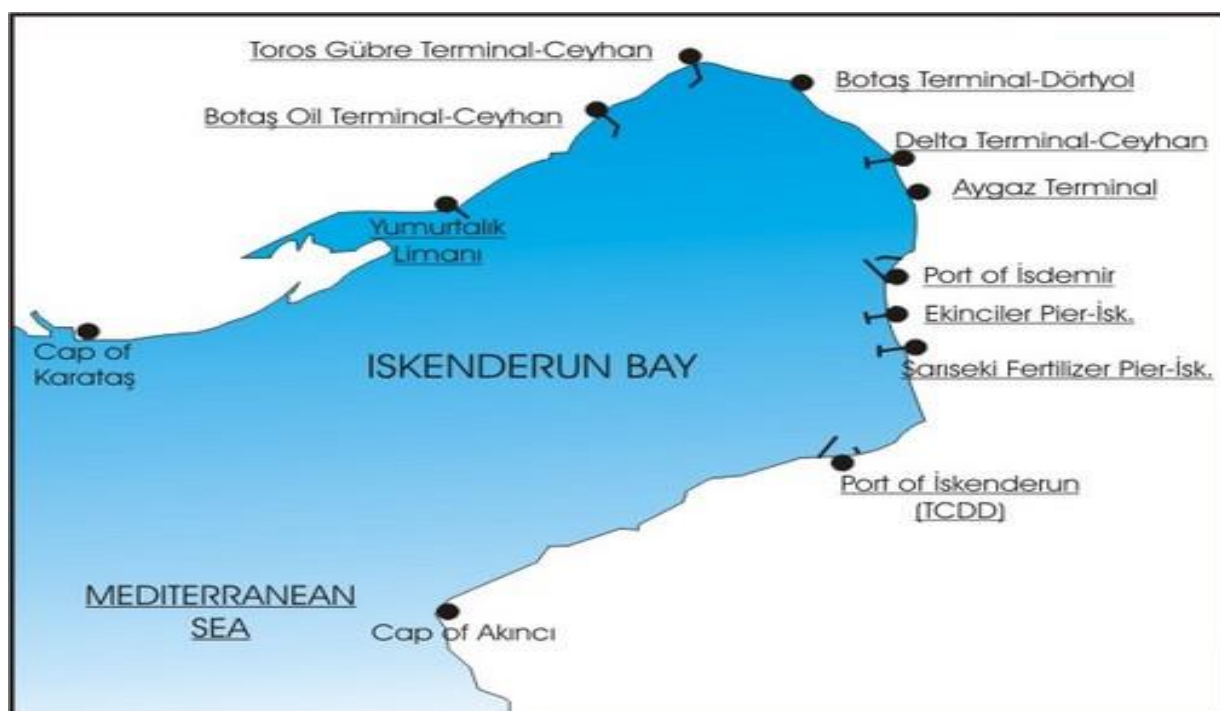 Toros Gübre Terminal-Ceyhan
Botaş Terminal-Dörtyol
Botaş Oil Terminal-Ceyhan
Delta Terminal-Ceyhan
Aygaz Terminal
Yumurtalık
Limanı
Port of İsdemir
Ekinciler Pier-İsk.
Cap of
Karataş
ISKENDERUN BAY
Sarıseki Fertilizer Pier-İsk.
Port of İskenderun
(TCDD)
MEDITERRANEAN
SEA
Cap of Akıncı